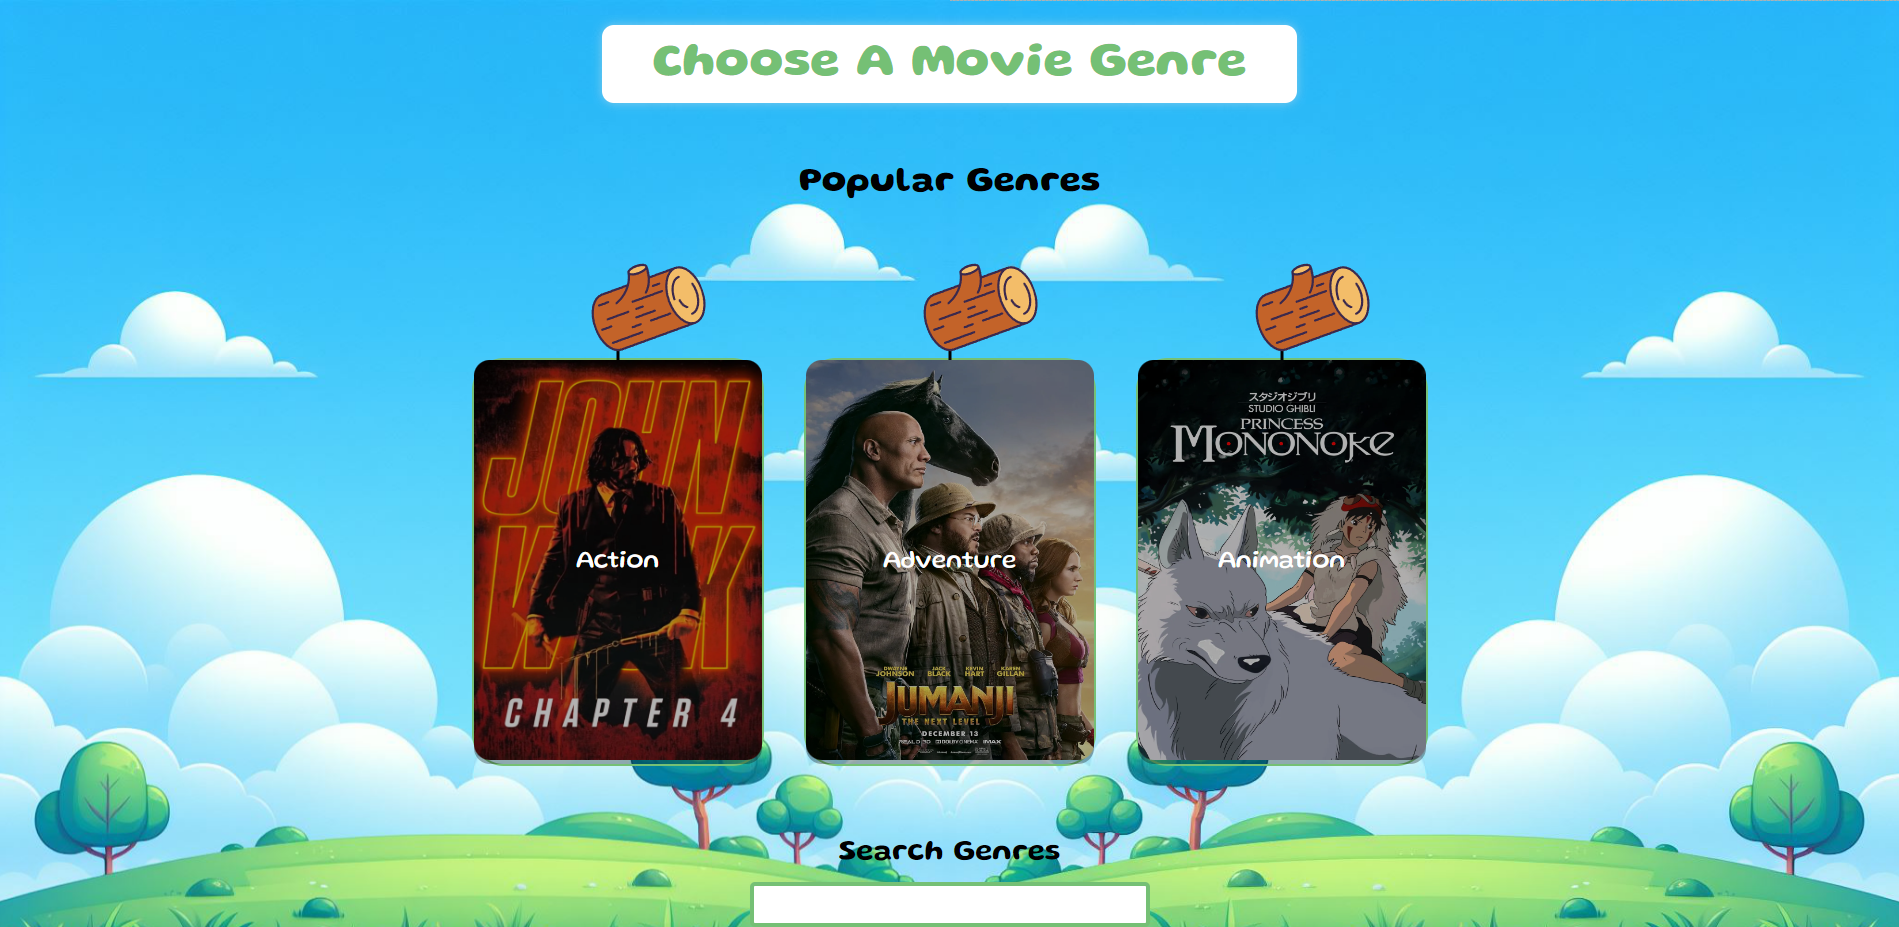 Choose A Movie Genre
Popular Genres
JOHN
WICK
Action
CHAPTER 4
Adventure
DWAYNE JOHNSON JACK BLACK KEVIN HART KAREN GILLAN
JUMANJI
THE NEXT LEVEL
DECEMBER 13
スタジオジブリ
STUDIO GHIBLI
PRINCESS
MONONOKE
Animation
Search Genres